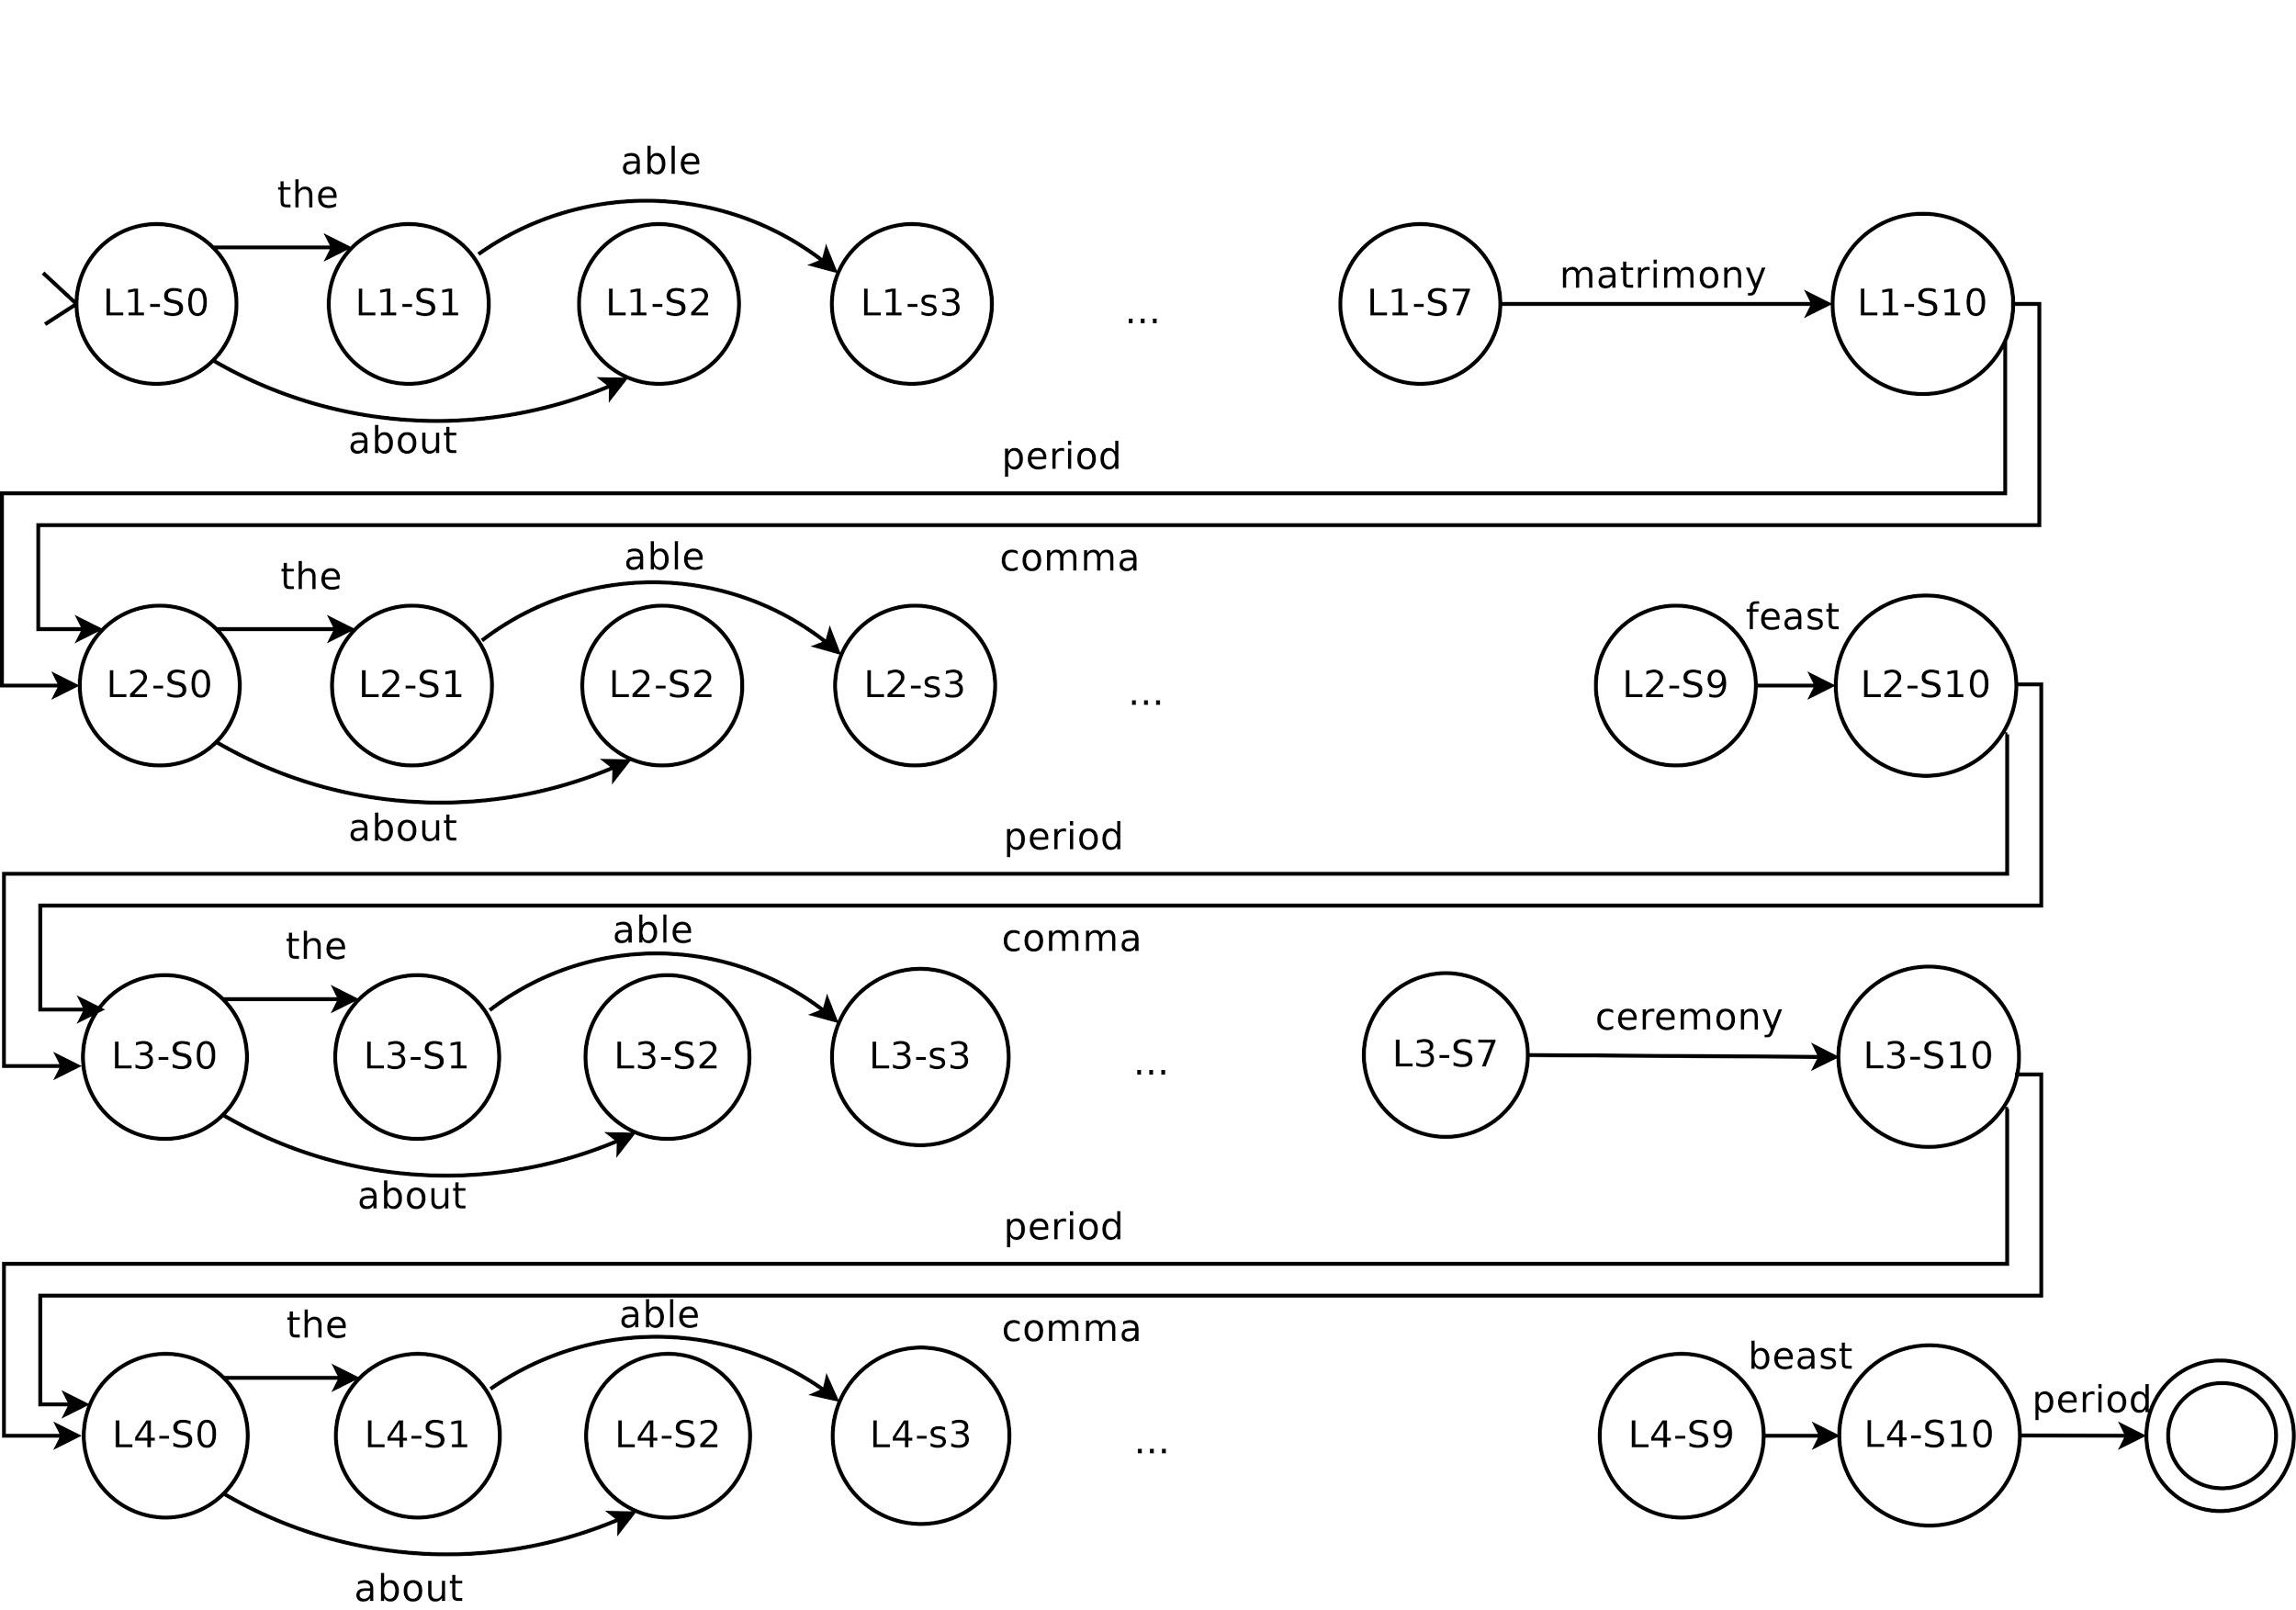 able
the
L1-S0 L1-S1 L1-S2 L1-s3 ... L1-S7 matrimony L1-S10
about
period
comma
able
the
L2-S0 L2-S1 L2-S2 L2-s3 ... L2-S9 feast L2-S10
about
period
comma
able
the
L3-S0 L3-S1 L3-S2 L3-s3 ... L3-S7 ceremony L3-S10
about
period
comma
able
the
L4-S0 L4-S1 L4-S2 L4-s3 ... L4-S9 beast L4-S10 period
about